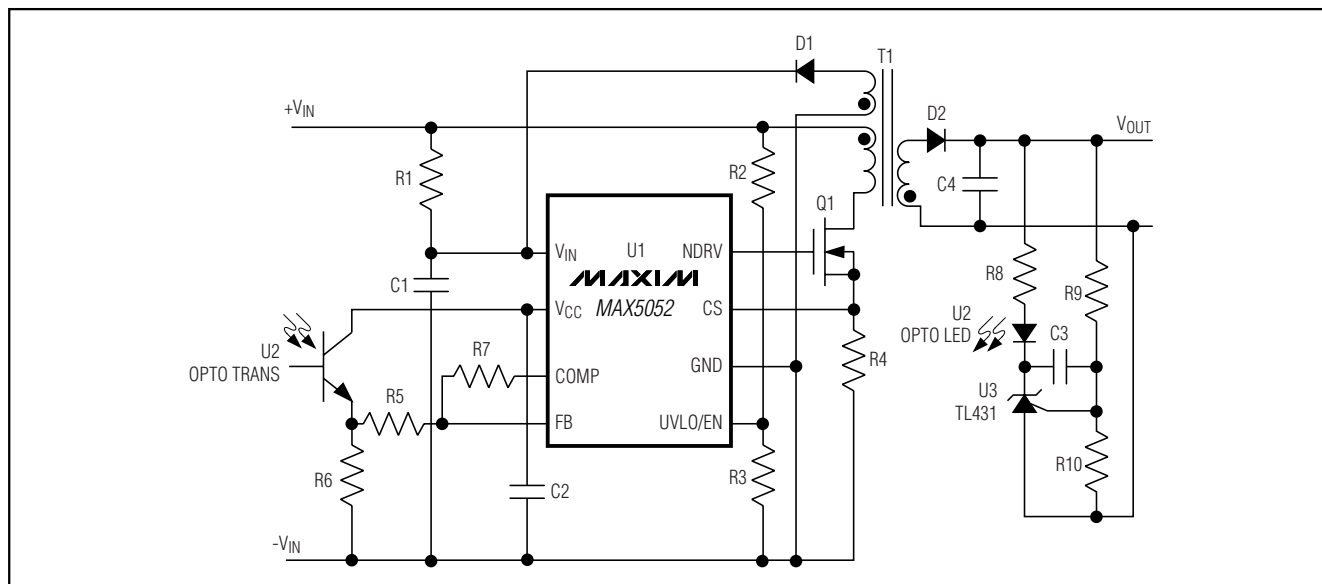 D1
T1
+VIN
D2
VOUT
R1
R2
C4
Q1
VIN
U1
NDRV
MAXIM
C1
R8
R9
VCC
MAX5052
CS
U2
OPTO LED
C3
U2
OPTO TRANS
R7
COMP
GND
R4
R5
U3
TL431
FB
UVLO/EN
R6
C2
R3
R10
-VIN